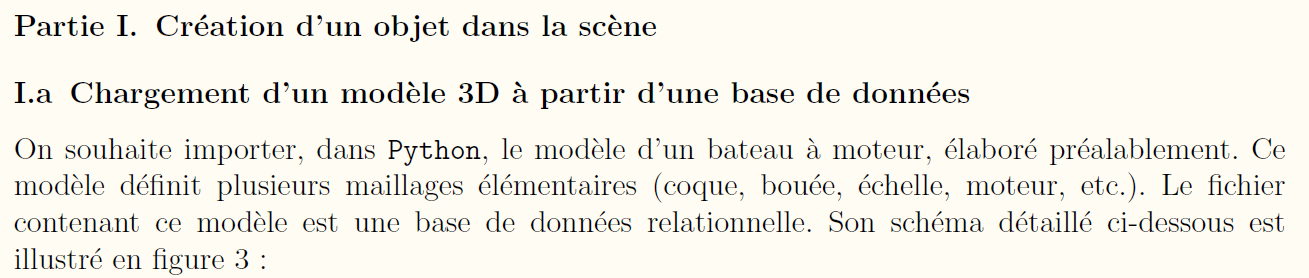 Partie I. Création d'un objet dans la scène
I.a Chargement d'un modèle 3D à partir d'une base de données
On souhaite importer, dans Python, le modèle d'un bateau à moteur, élaboré préalablement. Ce
modèle définit plusieurs maillages élémentaires (coque, bouée, échelle, moteur, etc.). Le fichier
contenant ce modèle est une base de données relationnelle. Son schéma détaillé ci-dessous est
illustré en figure 3 :